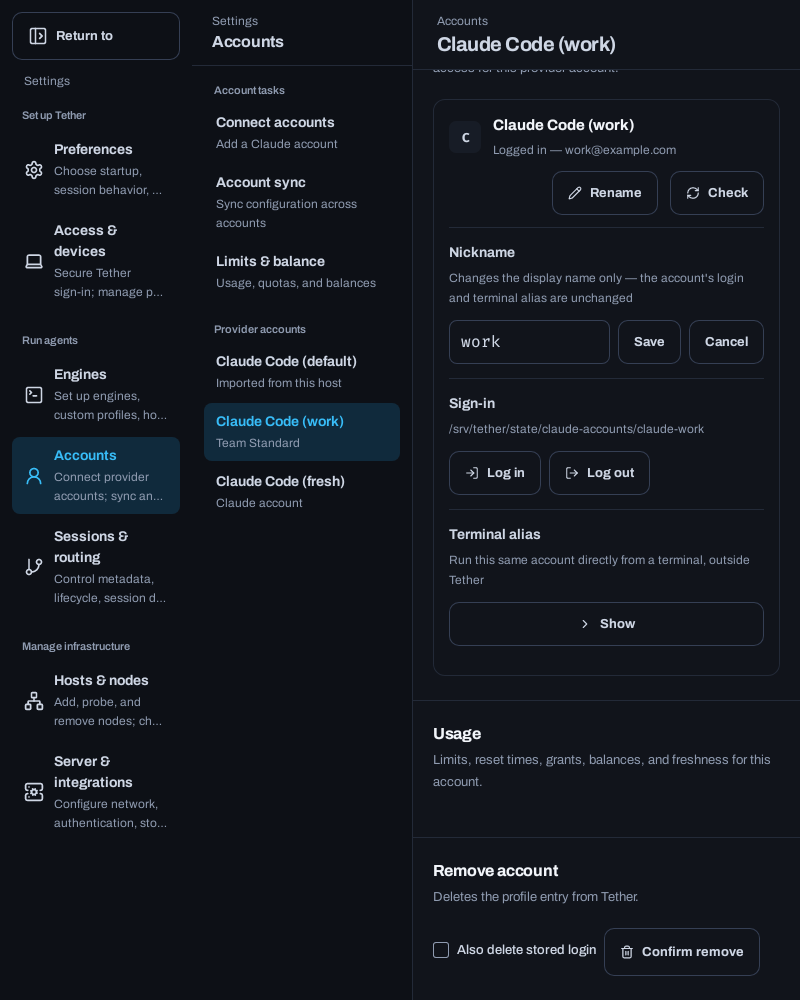 Return to
Settings
Set up Tether
Preferences
Choose startup,
session behavior, ...
Access &
devices
Secure Tether
sign-in; manage p...
Run agents
Engines
Set up engines,
custom profiles, ho...
Accounts
Connect provider
accounts; sync an...
Sessions &
routing
Control metadata,
lifecycle, session d...
Manage infrastructure
Hosts & nodes
Add, probe, and
remove nodes; ch...
Server &
integrations
Configure network,
authentication, sto...
Settings
Accounts
Account tasks
Connect accounts
Add a Claude account
Account sync
Sync configuration across
accounts
Limits & balance
Usage, quotas, and balances
Provider accounts
Claude Code (default)
Imported from this host
Claude Code (work)
Team Standard
Claude Code (fresh)
Claude account
Accounts
Claude Code (work)
access for this provider account.
C
Claude Code (work)
Logged in — work@example.com
Rename
Check
Nickname
Changes the display name only — the account's login
and terminal alias are unchanged
work
Save
Cancel
Sign-in
/srv/tether/state/claude-accounts/claude-work
Log in
Log out
Terminal alias
Run this same account directly from a terminal, outside
Tether
Show
Usage
Limits, reset times, grants, balances, and freshness for this
account.
Remove account
Deletes the profile entry from Tether.
Also delete stored login
Confirm remove